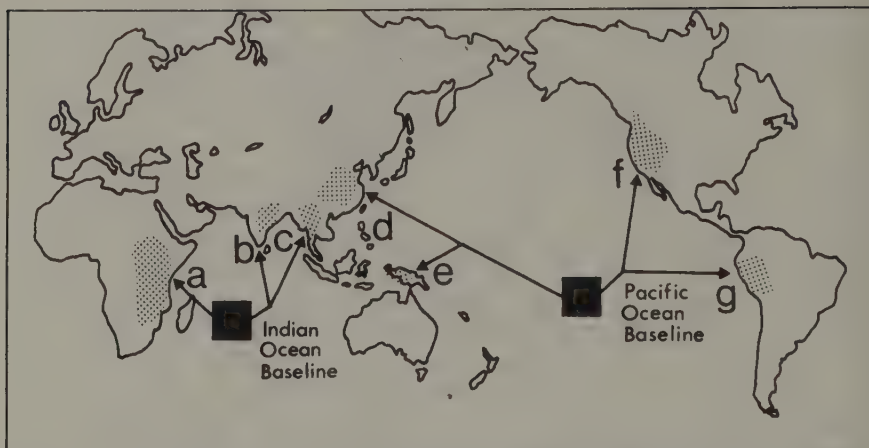 a
b
c
d
e
f
g
Indian
Ocean
Baseline
Pacific
Ocean
Baseline